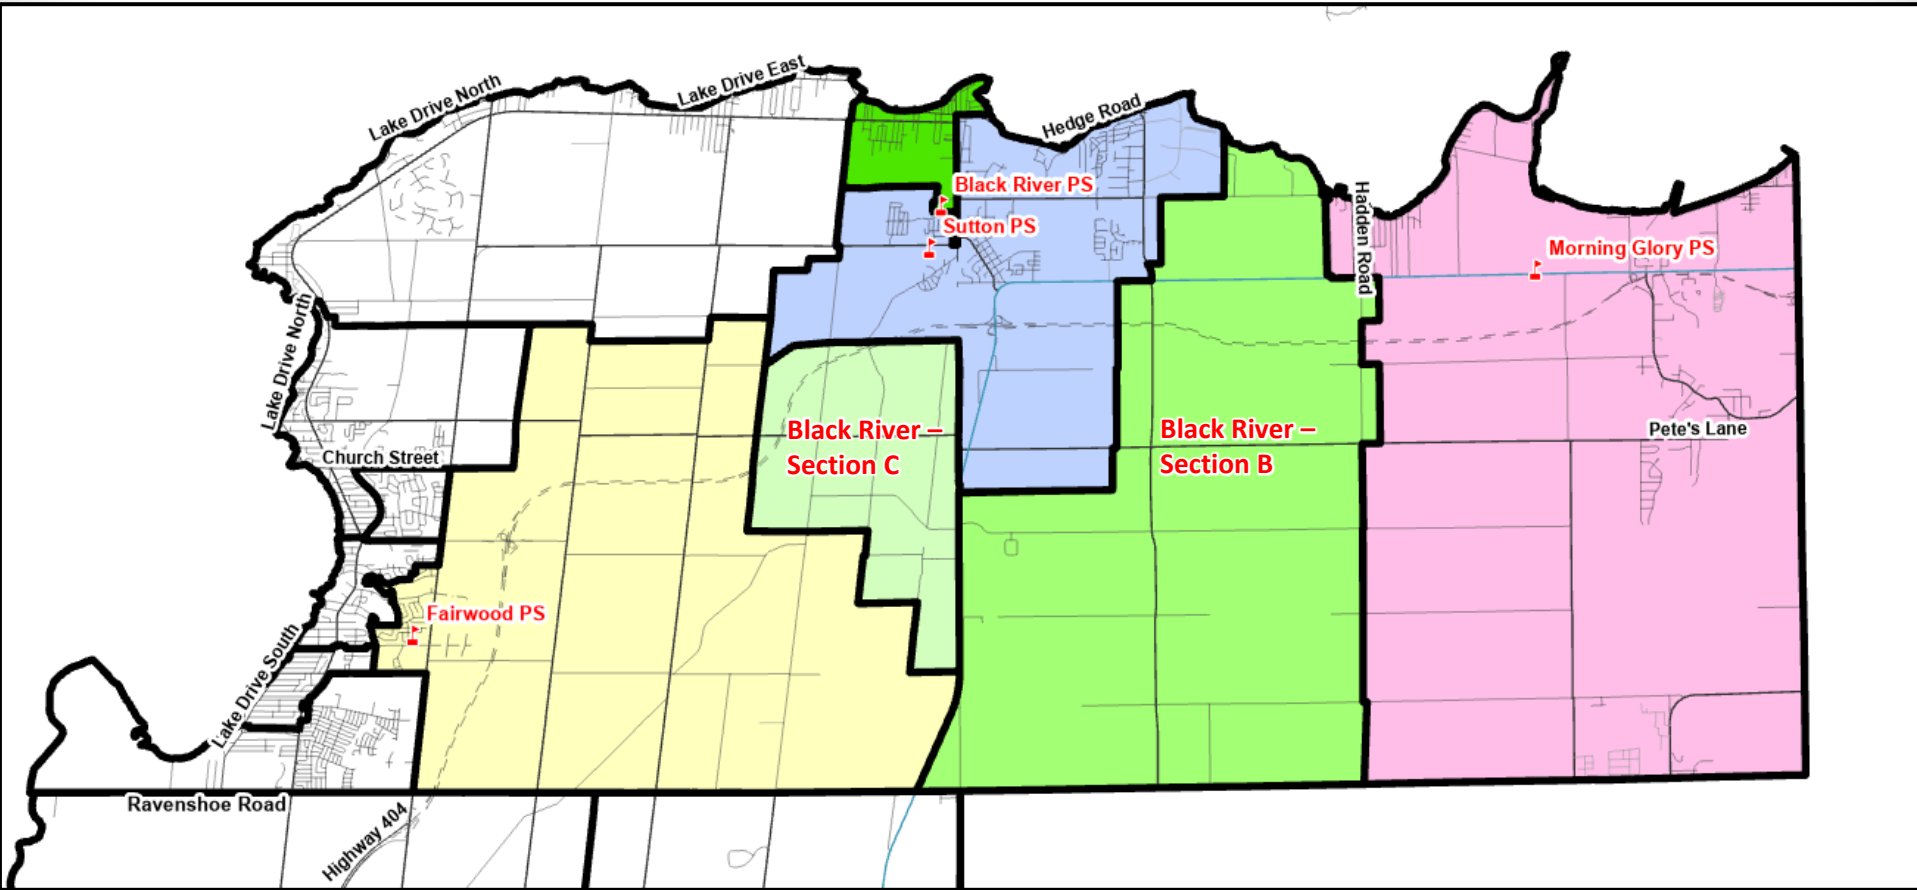 Lake Drive East
Lake Drive North
Hedge Road
Black River PS
Hadden Road
Sutton PS
Morning Glory PS
Lake Drive North
Black River –
Section C
Black River –
Section B
Pete's Lane
Church Street
Fairwood PS
Lake Drive South
Ravenshoe Road
Highway 404